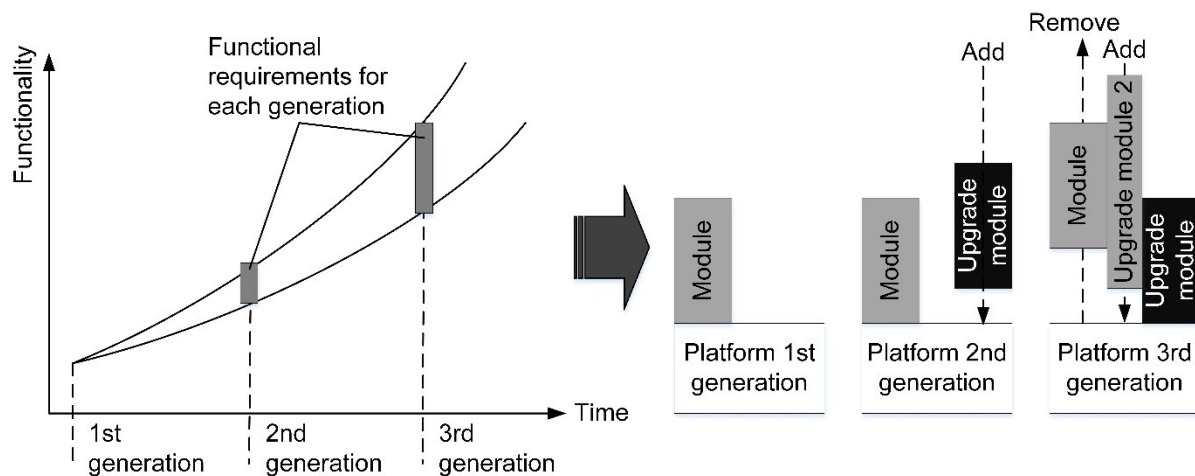 Functionality
Functional
requirements for
each generation
Time
1st
generation
2nd
generation
3rd
generation
Module
Platform 1st
generation
Module
Add
Upgrade
module
Platform 2nd
generation
Remove
Add
Module
Upgrade module 2
Upgrade
module
Platform 3rd
generation